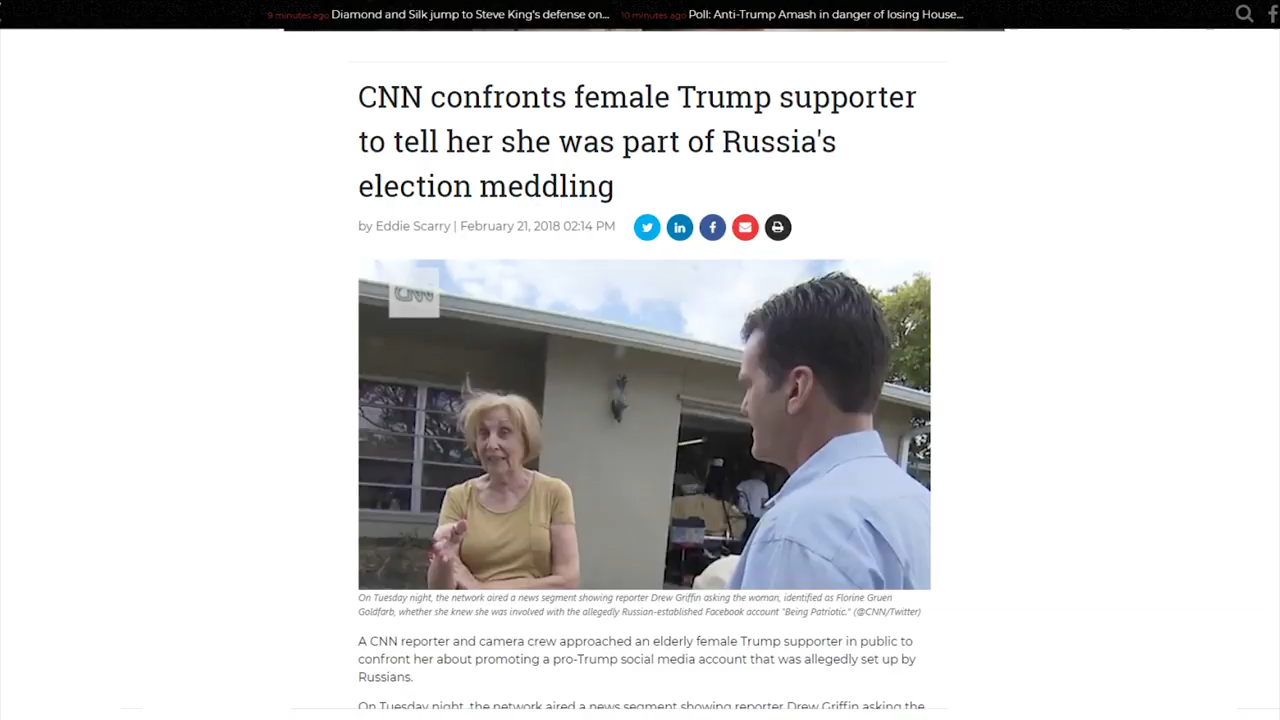 9 minutes ago Diamond and Silk jump to Steve King's defense on... 10 minutes ago Poll: Anti-Trump Amash in danger of losing House...
CNN confronts female Trump supporter
to tell her she was part of Russia's
election meddling
by Eddie Scarry | February 21, 2018 02:14 PM
CNN
On Tuesday night, the network aired a news segment showing reporter Drew Griffin asking the woman, identified as Florine Gruen
Goldfarb, whether she knew she was involved with the allegedly Russian-established Facebook account "Being Patriotic." (@CNN/Twitter)
A CNN reporter and camera crew approached an elderly female Trump supporter in public to
confront her about promoting a pro-Trump social media account that was allegedly set up by
Russians.
On Tuesday night, the network aired a news segment showing reporter Drew Griffin asking the